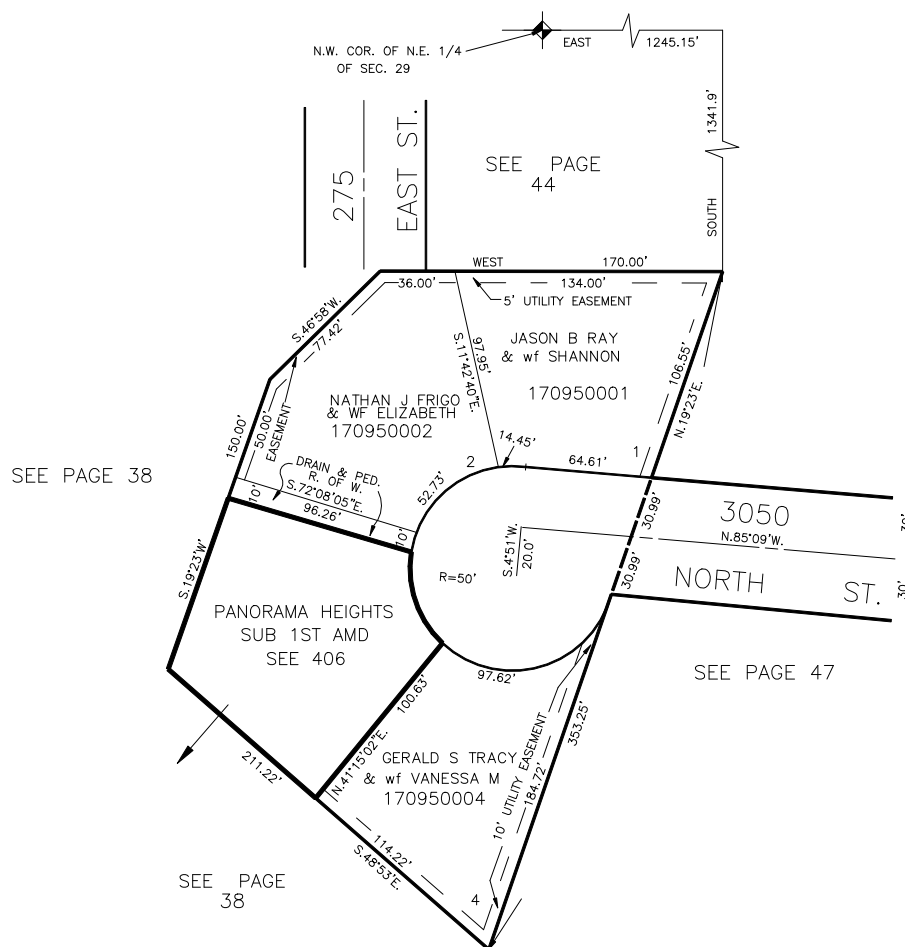 N.W. COR. OF N.E. 1/4
OF SEC. 29
EAST
1245.15'
1341.9'
SOUTH
275
EAST ST.
SEE PAGE
44
WEST
170.00'
36.00'
134.00'
5' UTILITY EASEMENT
S.46°58'W.
77.42'
S.11°42'40"E.
97.95'
JASON B RAY
& wf SHANNON
170950001
106.55'
N.19°23'E.
NATHAN J FRIGO
& WF ELIZABETH
170950002
150.00'
50.00'
EASEMENT
SEE PAGE 38
14.45'
2
64.61'
1
DRAIN & PED.
R. OF W.
S.72°08'05"E.
96.26'
10'
10'
52.73'
30.99'
3050
N.85°09'W.
30'
S.4°51'W.
20.0'
R=50'
30.99'
NORTH ST.
30'
S.19°23'W
PANORAMA HEIGHTS
SUB 1ST AMD
SEE 406
SEE PAGE 47
97.62'
100.63'
N.41°15'02"E.
353.25'
184.72'
10' UTILITY EASEMENT
GERALD S TRACY
& wf VANESSA M
170950004
211.22'
114.22'
S.48°53'E.
4
SEE PAGE
38